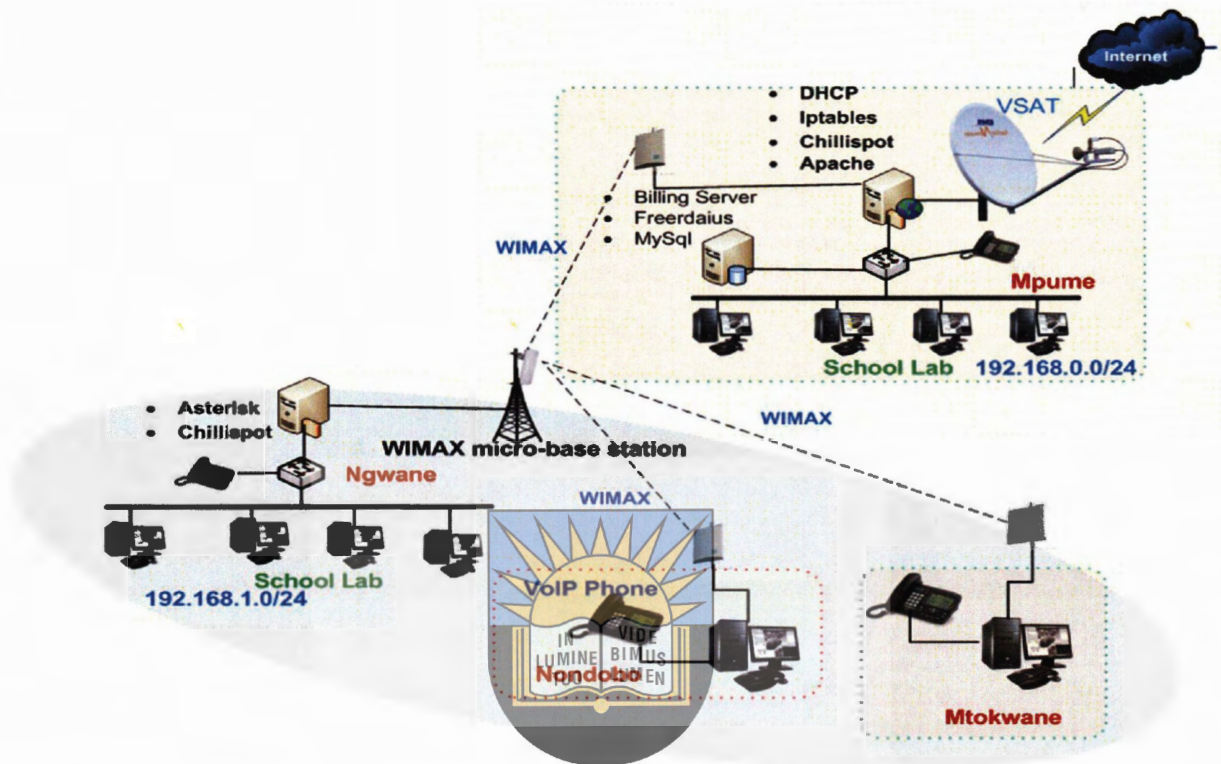 Internet
• DHCP
• Iptables
• Chillispot
• Apache
VSAT
• Billing Server
• Freerdaius
• MySql
WIMAX
Mpume
School Lab 192.168.0.0/24
WIMAX
• Asterisk
• Chillispot
WIMAX micro-base station
Ngwane
WIMAX
School Lab
192.168.1.0/24
VoIP Phone
IN VIDE
LUMINE BIMUS
TUO LUMEN
Nondobo
Mtokwane